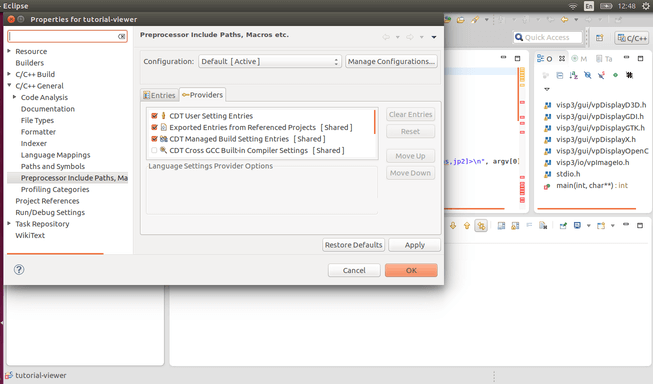 - Eclipse
En
12:48
Properties for tutorial-viewer
Resource
Builders
C/C++ Build
C/C++ General
Code Analysis
Documentation
File Types
Formatter
Indexer
Language Mappings
Paths and Symbols
Preprocessor Include Paths, Ma
Profiling Categories
Project References
Run/Debug Settings
Task Repository
WikiText
Preprocessor Include Paths, Macros etc.
Configuration:
Default [Active]
Manage Configurations...
Entries
Providers
CDT User Setting Entries
Exported Entries from Referenced Projects [Shared]
CDT Managed Build Setting Entries [Shared]
CDT Cross GCC Built-in Compiler Settings [Shared]
Language Settings Provider Options
Clear Entries
Reset
Move Up
Move Down
Restore Defaults
Apply
Cancel
OK
Quick Access
C/C++
O
M
Ta
,jp2]>\n", argv[0]
visp3/gui/vpDisplayD3D.h
visp3/gui/vpDisplayGDI.h
visp3/gui/vpDisplayGTK.h
visp3/gui/vpDisplayX.h
visp3/gui/vpDisplayOpenC
visp3/io/vpImageIo.h
stdio.h
main(int, char**) : int
tutorial-viewer